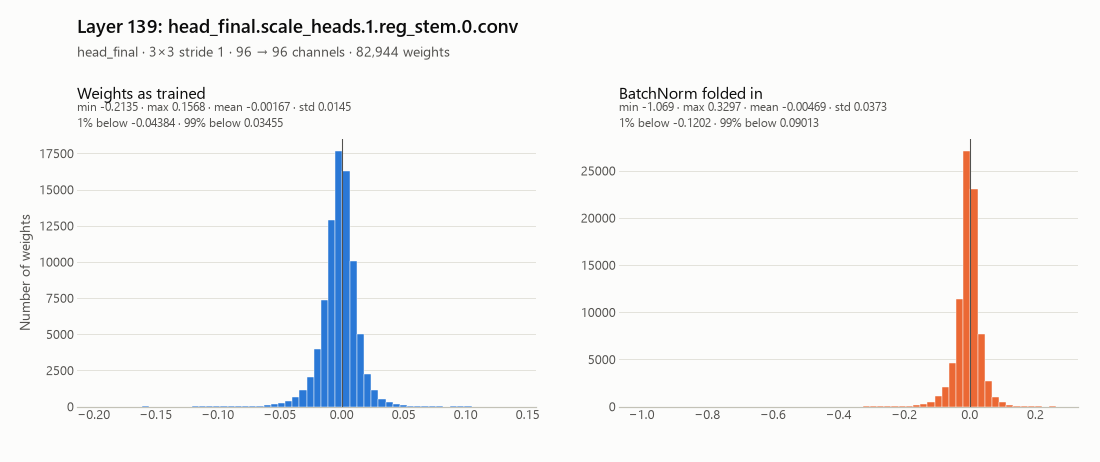 Layer 139: head_final.scale_heads.1.reg_stem.0.conv
head_final · 3×3 stride 1 · 96 → 96 channels · 82,944 weights
Weights as trained
min -0.2135 · max 0.1568 · mean -0.00167 · std 0.0145
1% below -0.04384 · 99% below 0.03455
17500
15000
12500
10000
7500
5000
2500
0
Number of weights
−0.20 −0.15 −0.10 −0.05 0.00 0.05 0.10 0.15
BatchNorm folded in
min -1.069 · max 0.3297 · mean -0.00469 · std 0.0373
1% below -0.1202 · 99% below 0.09013
25000
20000
15000
10000
5000
0
−1.0 −0.8 −0.6 −0.4 −0.2 0.0 0.2